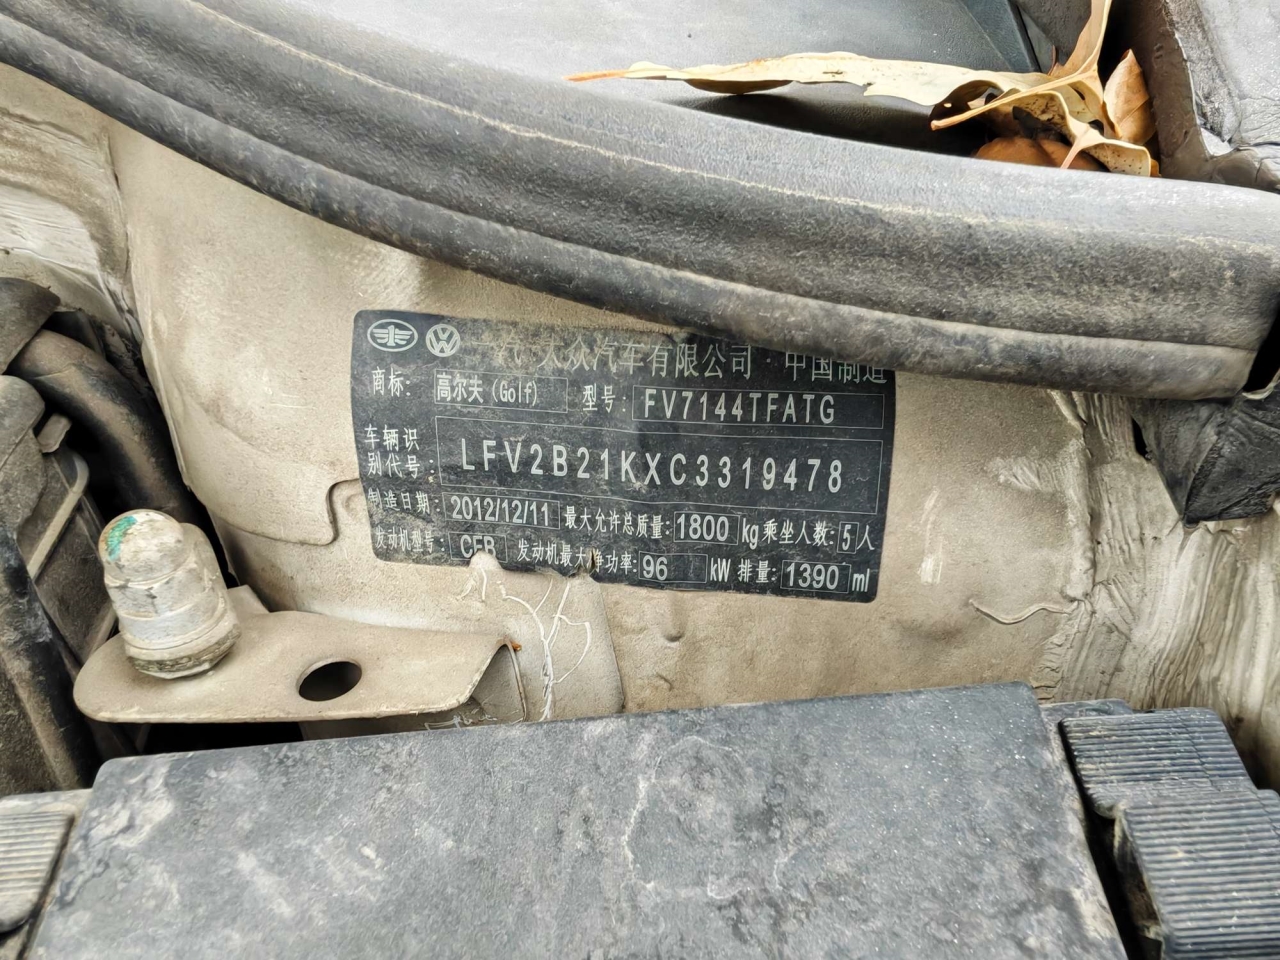 一汽-大众汽车有限公司·中国制造
商标: 高尔夫(Golf) 型号: FV7144TFATG
车辆识别代号: LFV2B21KXC3319478
制造日期: 2012/12/11 最大允许总质量: 1800 kg 乘坐人数: 5 人
发动机型号: CFB 发动机最大净功率: 96 kW 排量: 1390 ml